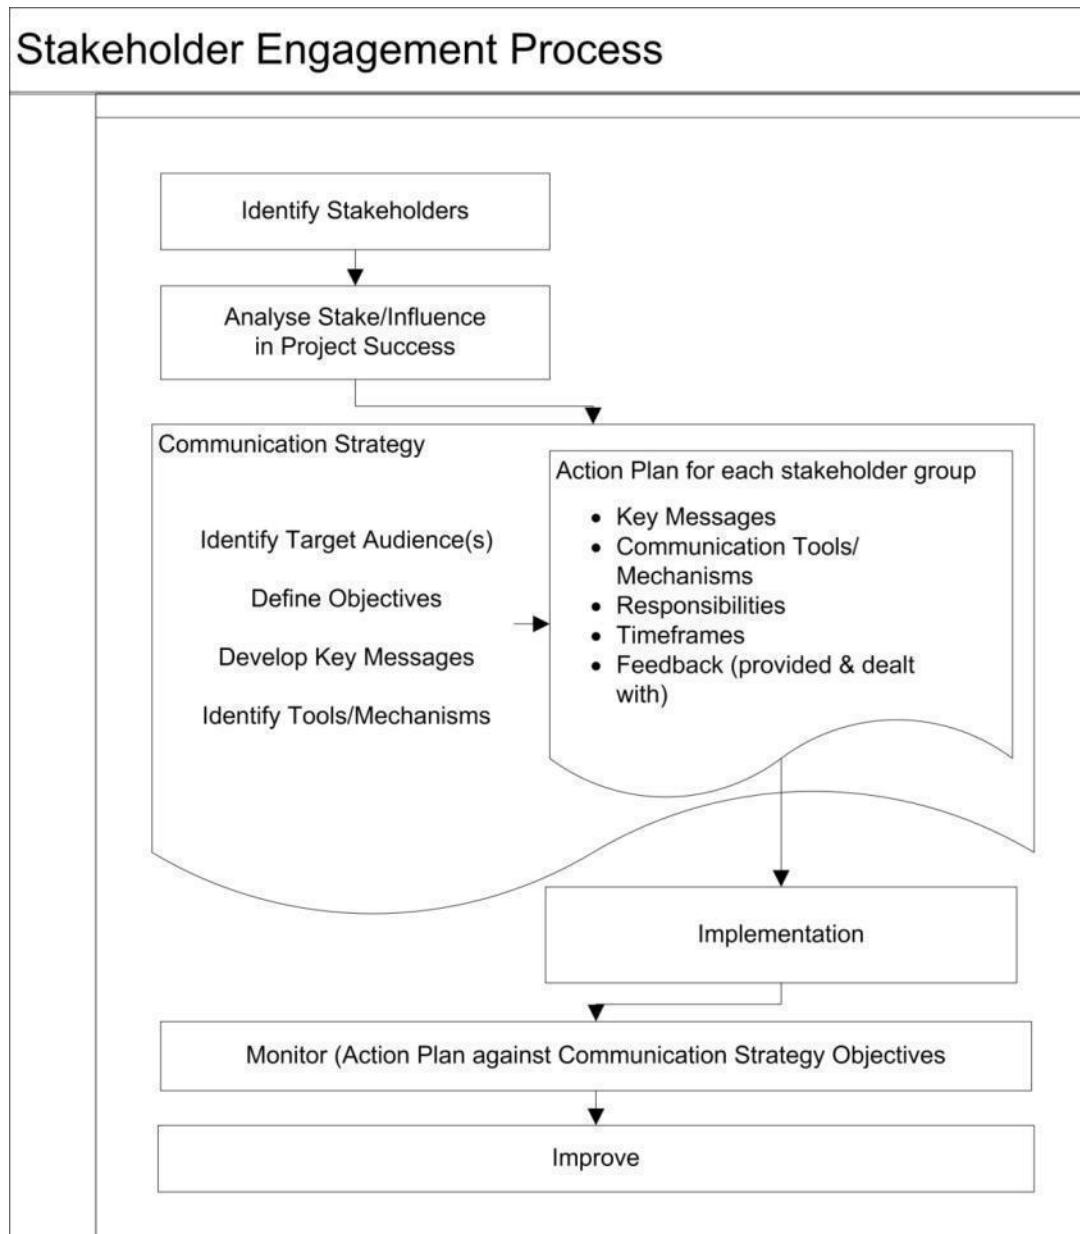 Stakeholder Engagement Process
Identify Stakeholders
Analyse Stake/Influence
in Project Success
Communication Strategy
Identify Target Audience(s)
Define Objectives
Develop Key Messages
Identify Tools/Mechanisms
Action Plan for each stakeholder group
• Key Messages
• Communication Tools/
Mechanisms
• Responsibilities
• Timeframes
• Feedback (provided & dealt
with)
Implementation
Monitor (Action Plan against Communication Strategy Objectives
Improve